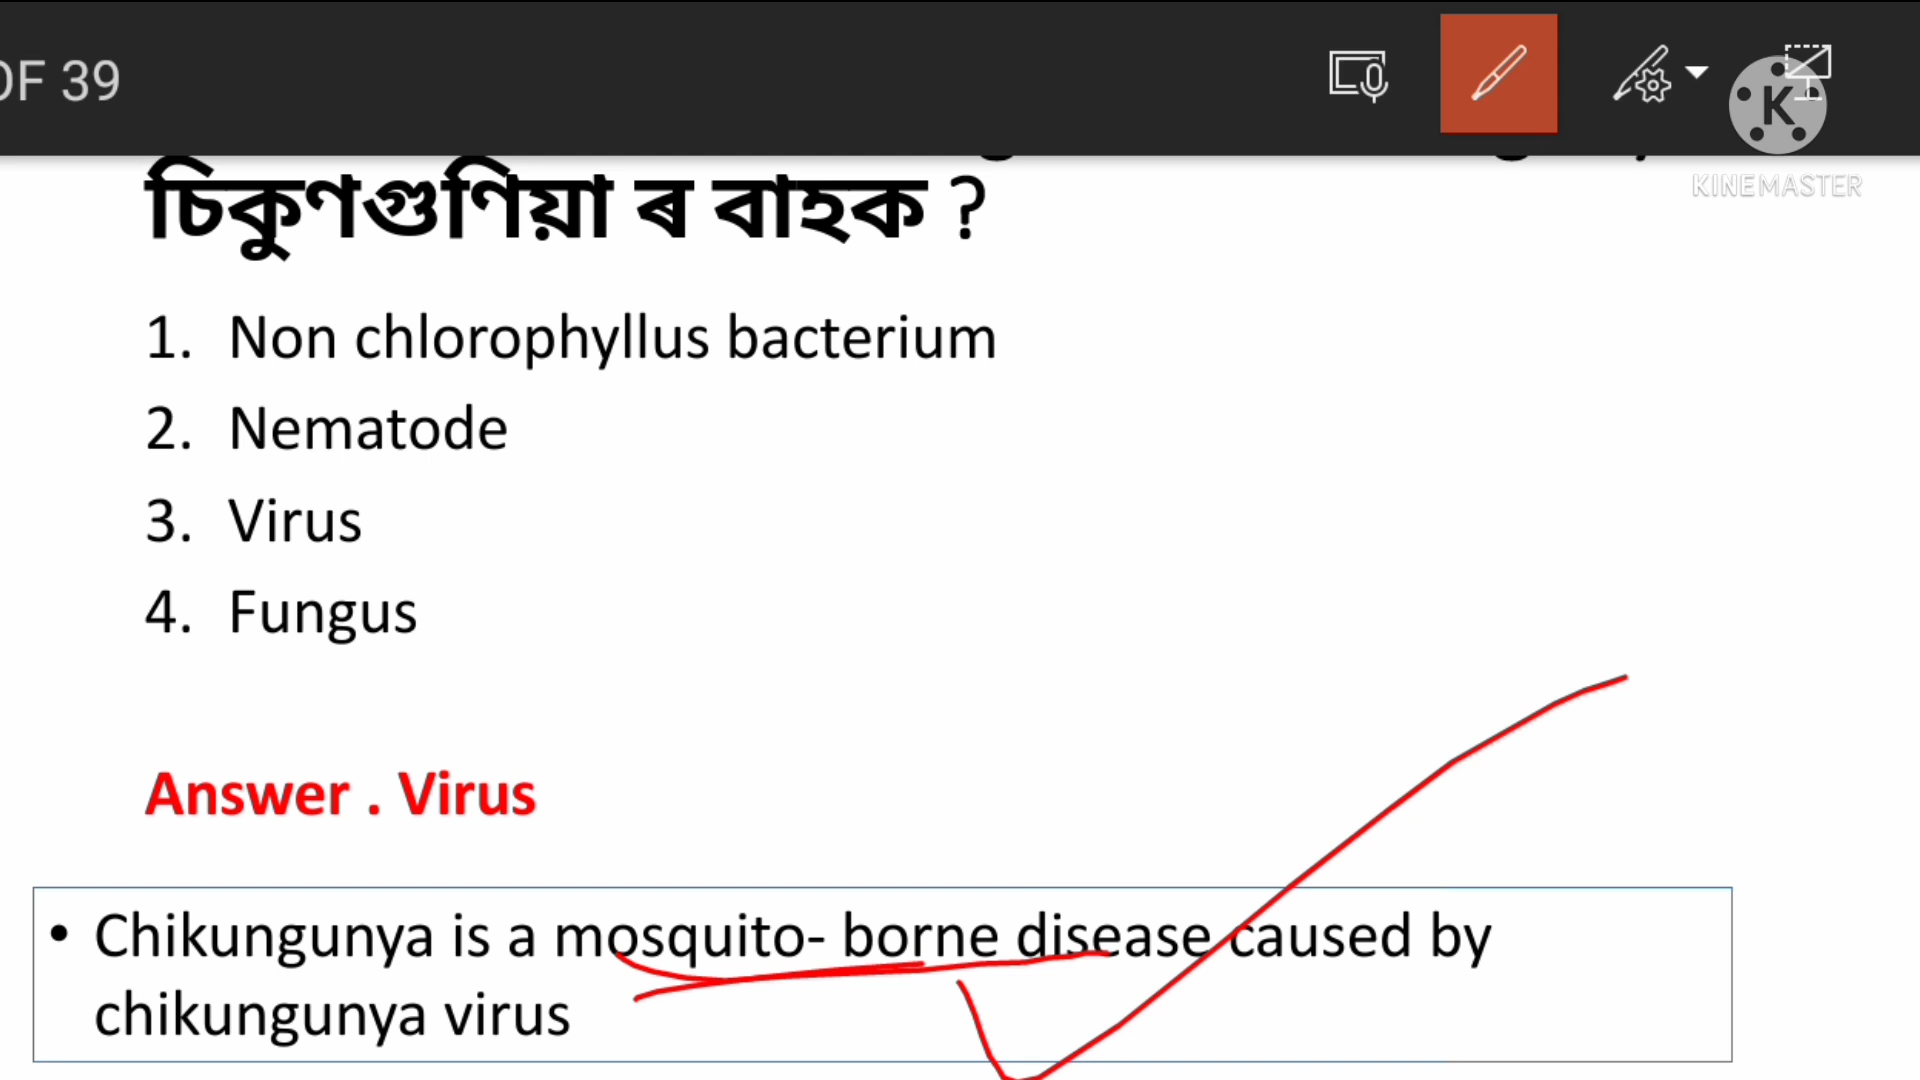 OF 39
KINEMASTER
চিকুণগুণিয়া ৰ বাহক ?
1. Non chlorophyllus bacterium
2. Nematode
3. Virus
4. Fungus
Answer . Virus
• Chikungunya is a mosquito- borne disease caused by
chikungunya virus